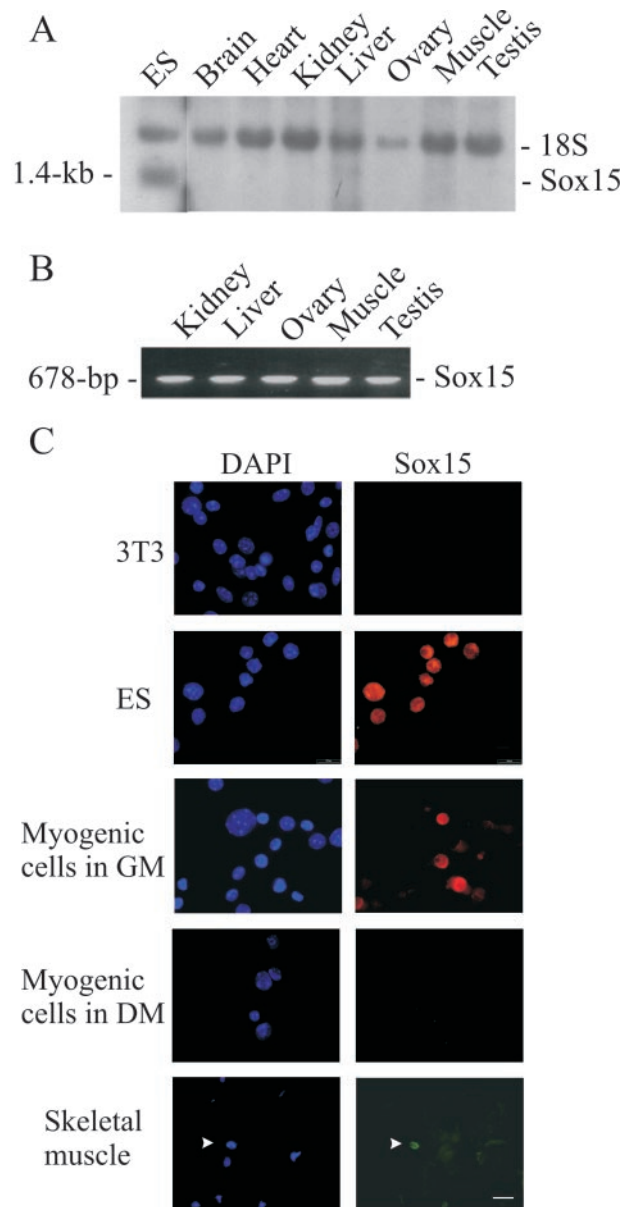 A
ES Brain Heart Kidney Liver Ovary Muscle Testis
- 18S
1.4-kb - - Sox15
B
Kidney Liver Ovary Muscle Testis
678-bp - - Sox15
C
DAPI Sox15
3T3
ES
Myogenic
cells in GM
Myogenic
cells in DM
Skeletal
muscle